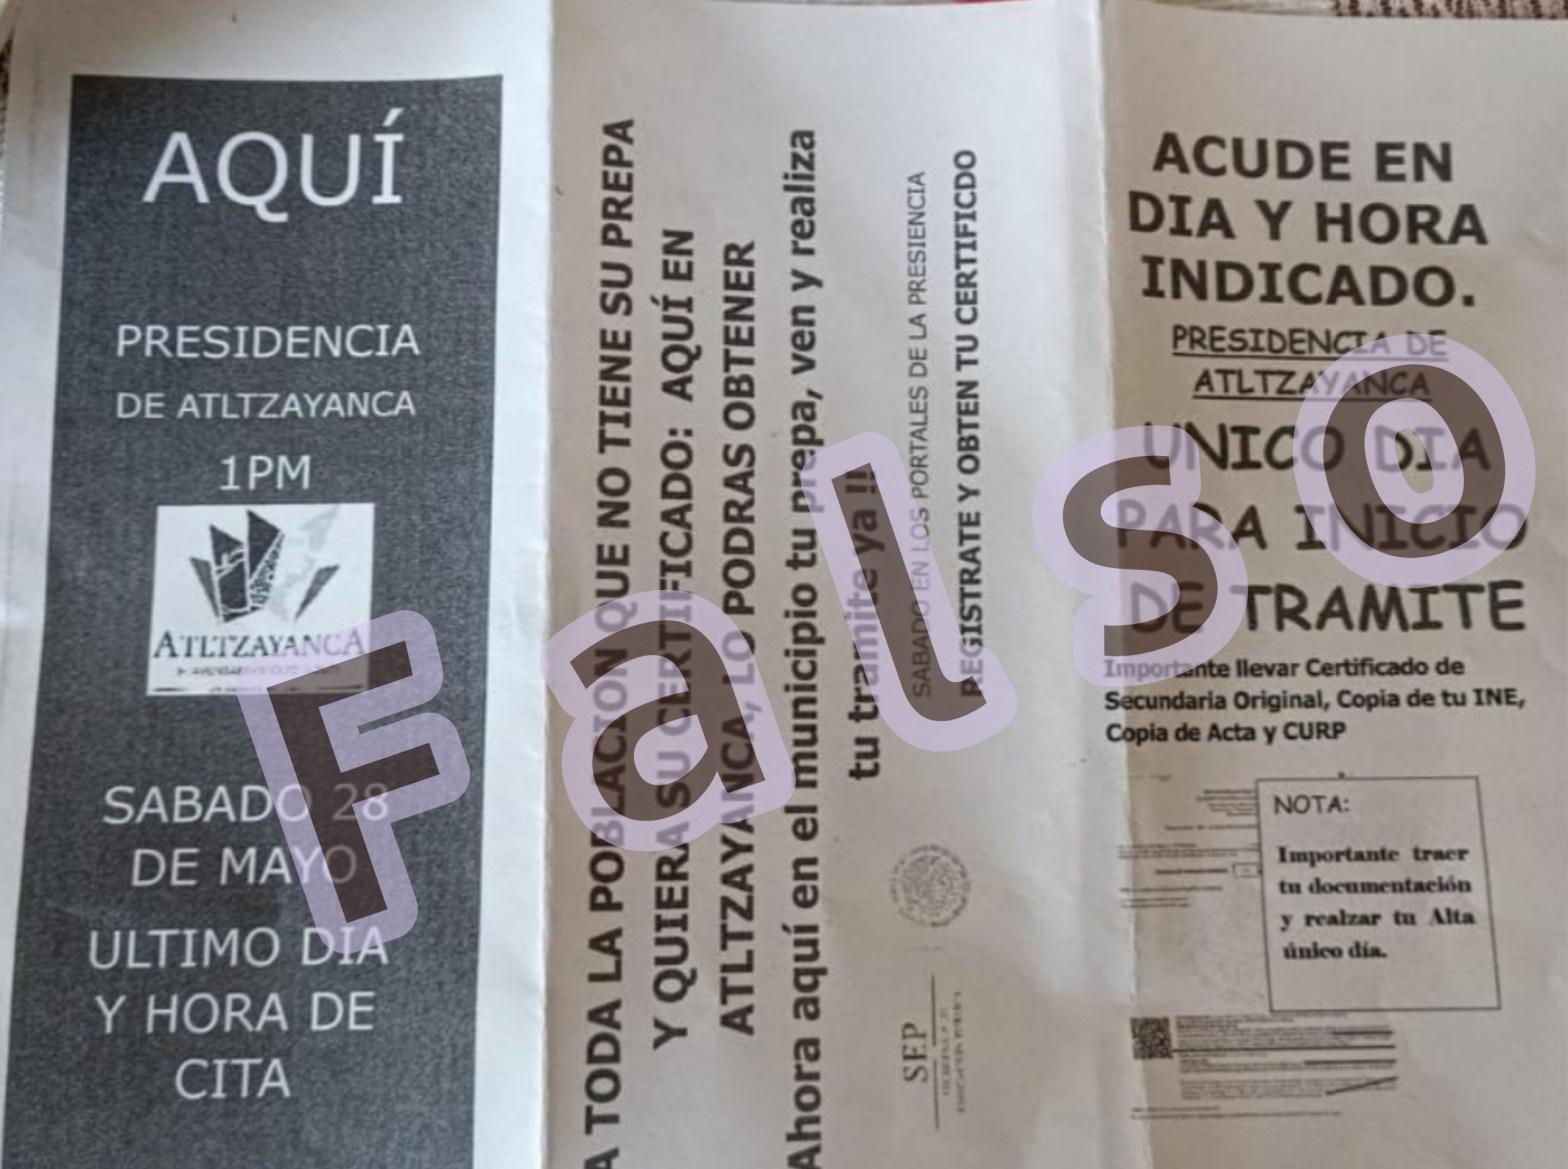 AQUÍ
PRESIDENCIA
DE ATLTZAYANCA
1PM
ATLTZAYANCA
SABADO 28
DE MAYO
ULTIMO DIA
Y HORA DE
CITA
A TODA LA POBLACION QUE NO TIENE SU PREPA
Y QUIERA SU CERTIFICADO: AQUÍ EN
ATLTZAYANCA, LO PODRAS OBTENER
Ahora aquí en el municipio tu prepa, ven y realiza
tu tramite ya !!
SABADO EN LOS PORTALES DE LA PRESIENCIA
REGISTRATE Y OBTEN TU CERTIFICDO
SEP
ACUDE EN
DIA Y HORA
INDICADO.
PRESIDENCIA DE
ATLTZAYANCA
UNICO DIA
PARA INICIO
DE TRAMITE
Importante llevar Certificado de
Secundaria Original, Copia de tu INE,
Copia de Acta y CURP
NOTA:
Importante traer
tu documentación
y realzar tu Alta
único día.
Falso